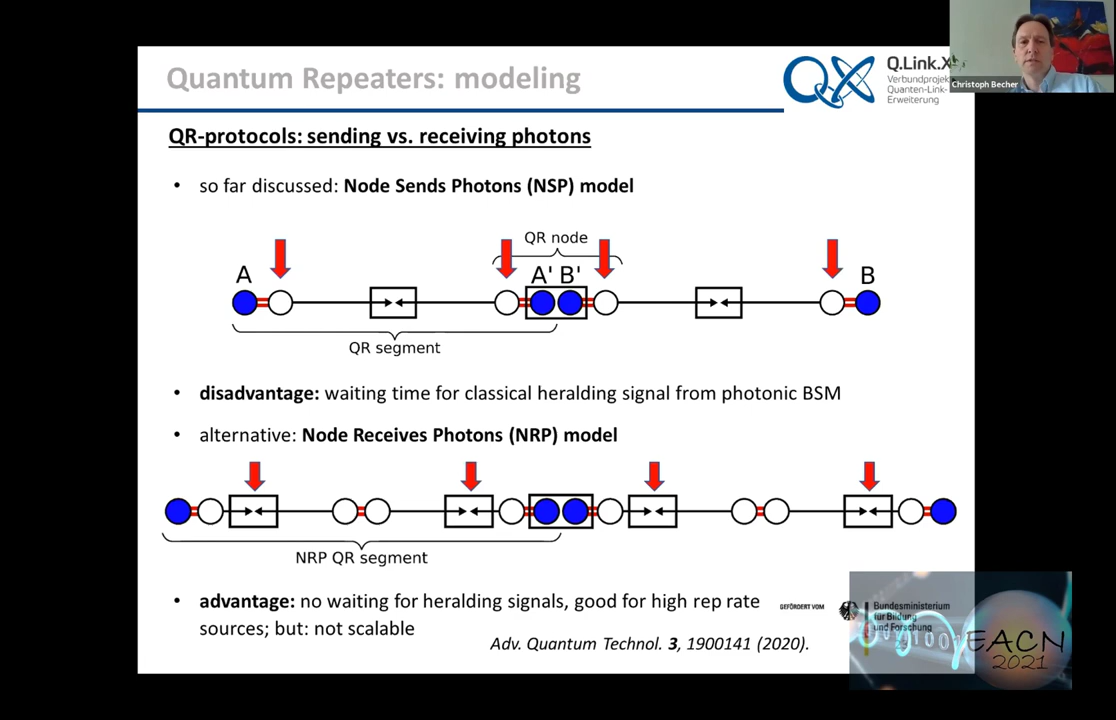 Quantum Repeaters: modeling
Q.Link.X
Verbundprojek
Quanten-Link-
Erweiterung
Christoph Becher
QR-protocols: sending vs. receiving photons
• so far discussed: Node Sends Photons (NSP) model
QR node
A A' B' B
QR segment
• disadvantage: waiting time for classical heralding signal from photonic BSM
• alternative: Node Receives Photons (NRP) model
NRP QR segment
• advantage: no waiting for heralding signals, good for high rep rate
sources; but: not scalable
Adv. Quantum Technol. 3, 1900141 (2020).
GEFÖRDERT VOM
Bundesministerium
für Bildung
und Forschung
EACN
2021